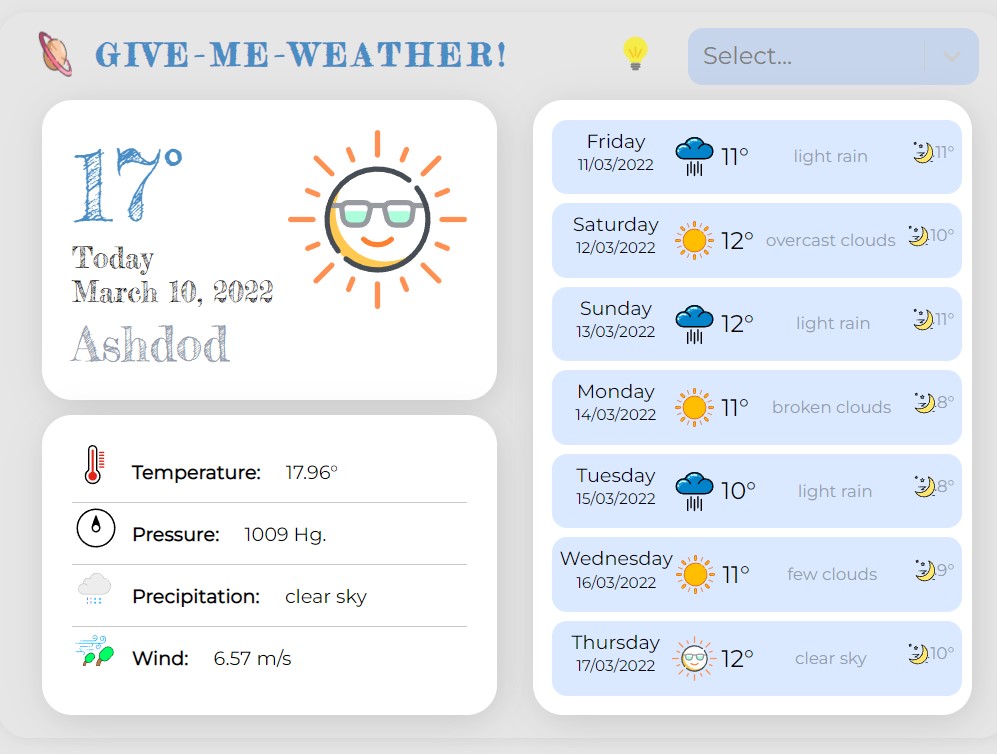 GIVE-ME-WEATHER!
Select...
17°
Today
March 10, 2022
Ashdod
Temperature: 17.96°
Pressure: 1009 Hg.
Precipitation: clear sky
Wind: 6.57 m/s
Friday
11/03/2022
11° light rain 11°
Saturday
12/03/2022
12° overcast clouds 10°
Sunday
13/03/2022
12° light rain 11°
Monday
14/03/2022
11° broken clouds 8°
Tuesday
15/03/2022
10° light rain 8°
Wednesday
16/03/2022
11° few clouds 9°
Thursday
17/03/2022
12° clear sky 10°